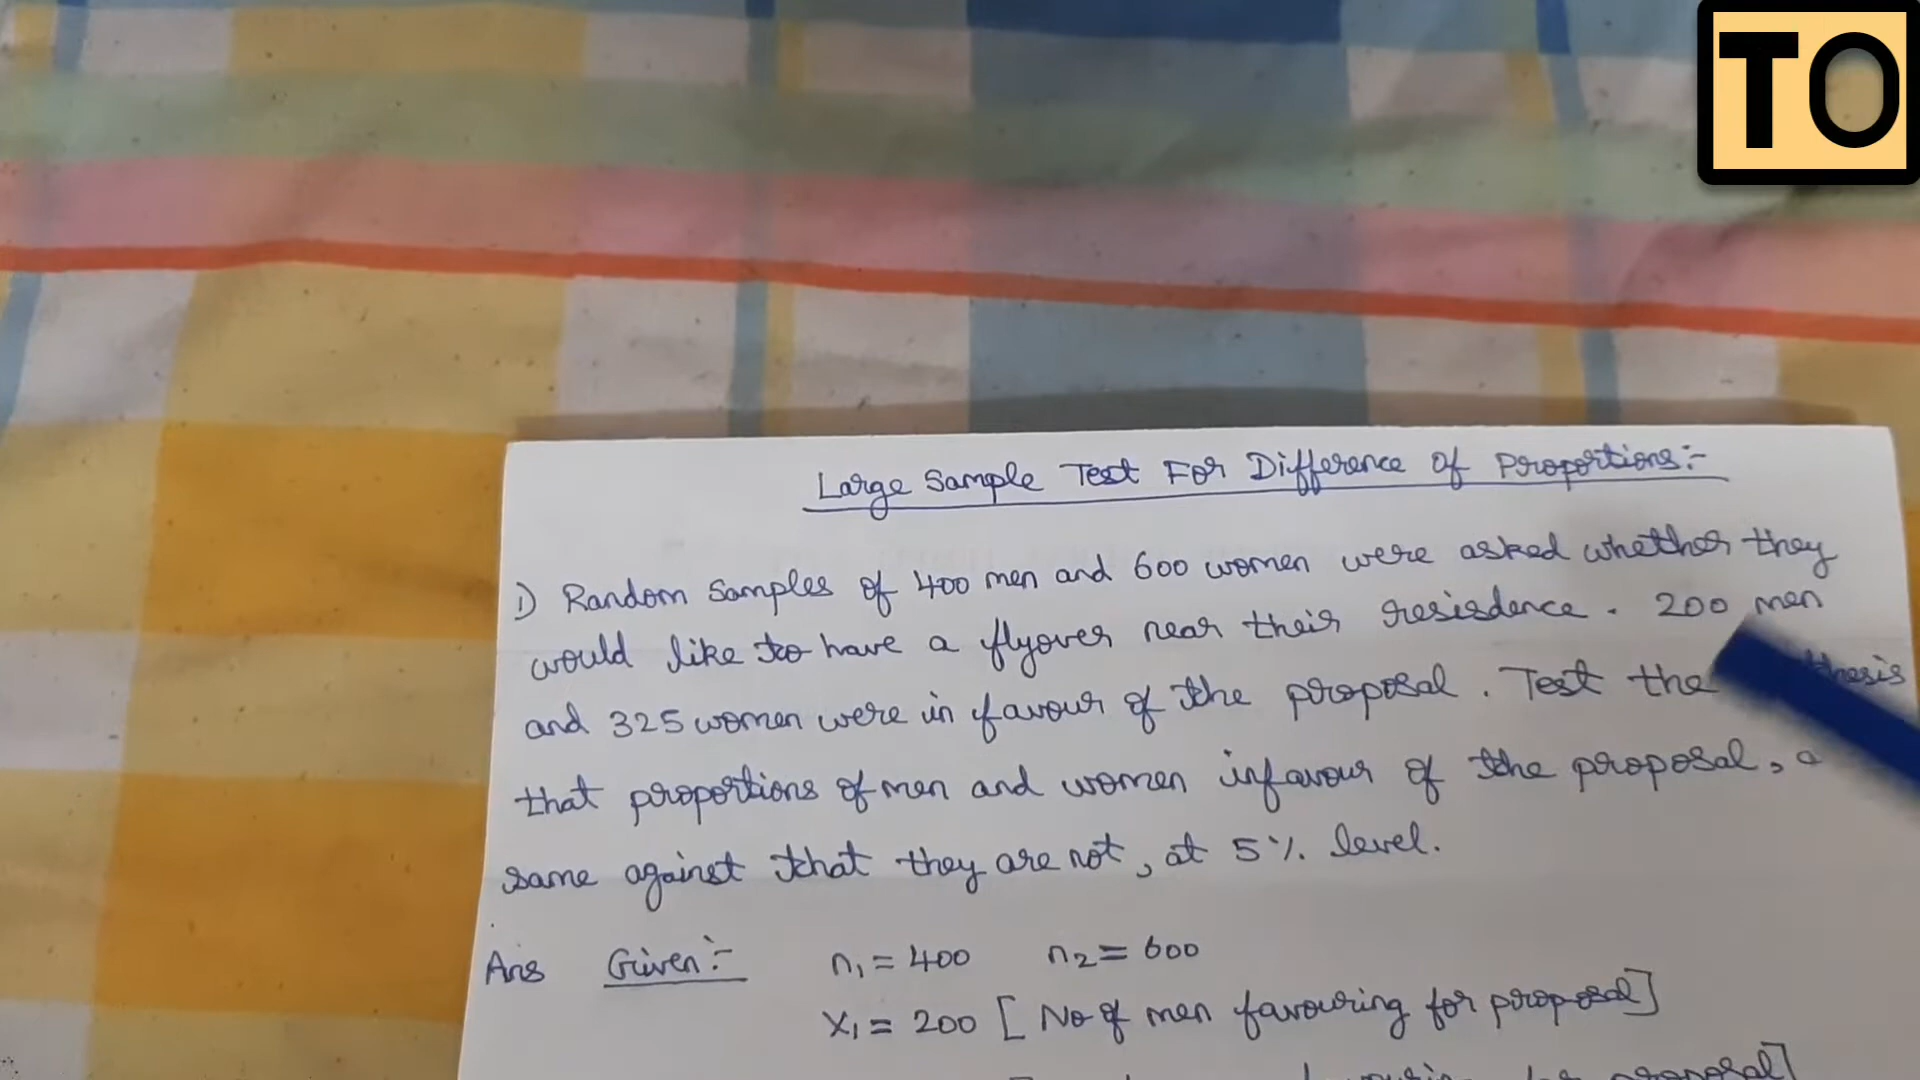 TO
Large Sample Test For Difference Of Proportions:-
1) Random Samples of 400 men and 600 women were asked whether they
would like to have a flyover near their resisdence. 200 men
and 325 women were in favour of the proposal. Test the
that proportions of men and women infavour of the proposal,
same against that they are not, at 5% level.
Ans Given:- n₁ = 400 n₂ = 600
X₁ = 200 [No of men favouring for proposal]
proposal]